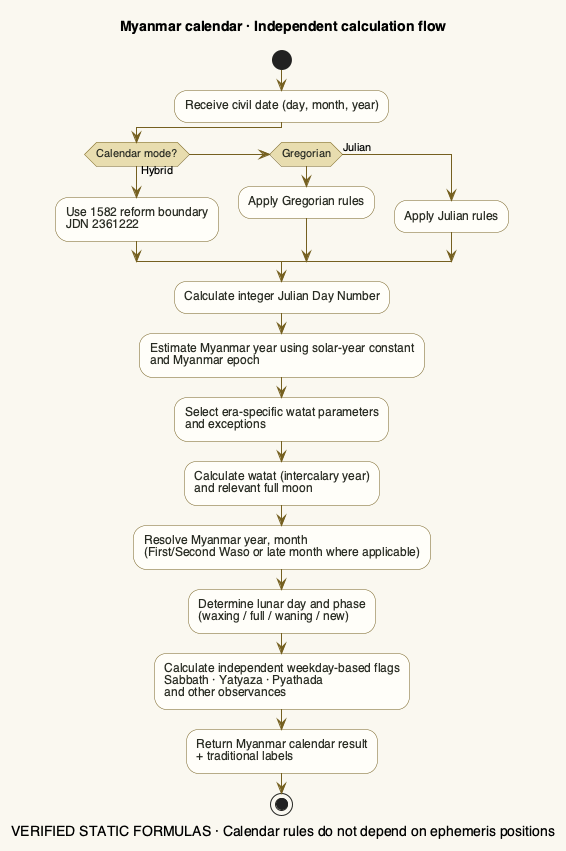 Myanmar calendar · Independent calculation flow
Receive civil date (day, month, year)
Calendar mode?
Hybrid
Gregorian
Julian
Use 1582 reform boundary
JDN 2361222
Apply Gregorian rules
Apply Julian rules
Calculate integer Julian Day Number
Estimate Myanmar year using solar-year constant
and Myanmar epoch
Select era-specific watat parameters
and exceptions
Calculate watat (intercalary year)
and relevant full moon
Resolve Myanmar year, month
(First/Second Waso or late month where applicable)
Determine lunar day and phase
(waxing / full / waning / new)
Calculate independent weekday-based flags
Sabbath · Yatyaza · Pyathada
and other observances
Return Myanmar calendar result
+ traditional labels
VERIFIED STATIC FORMULAS · Calendar rules do not depend on ephemeris positions